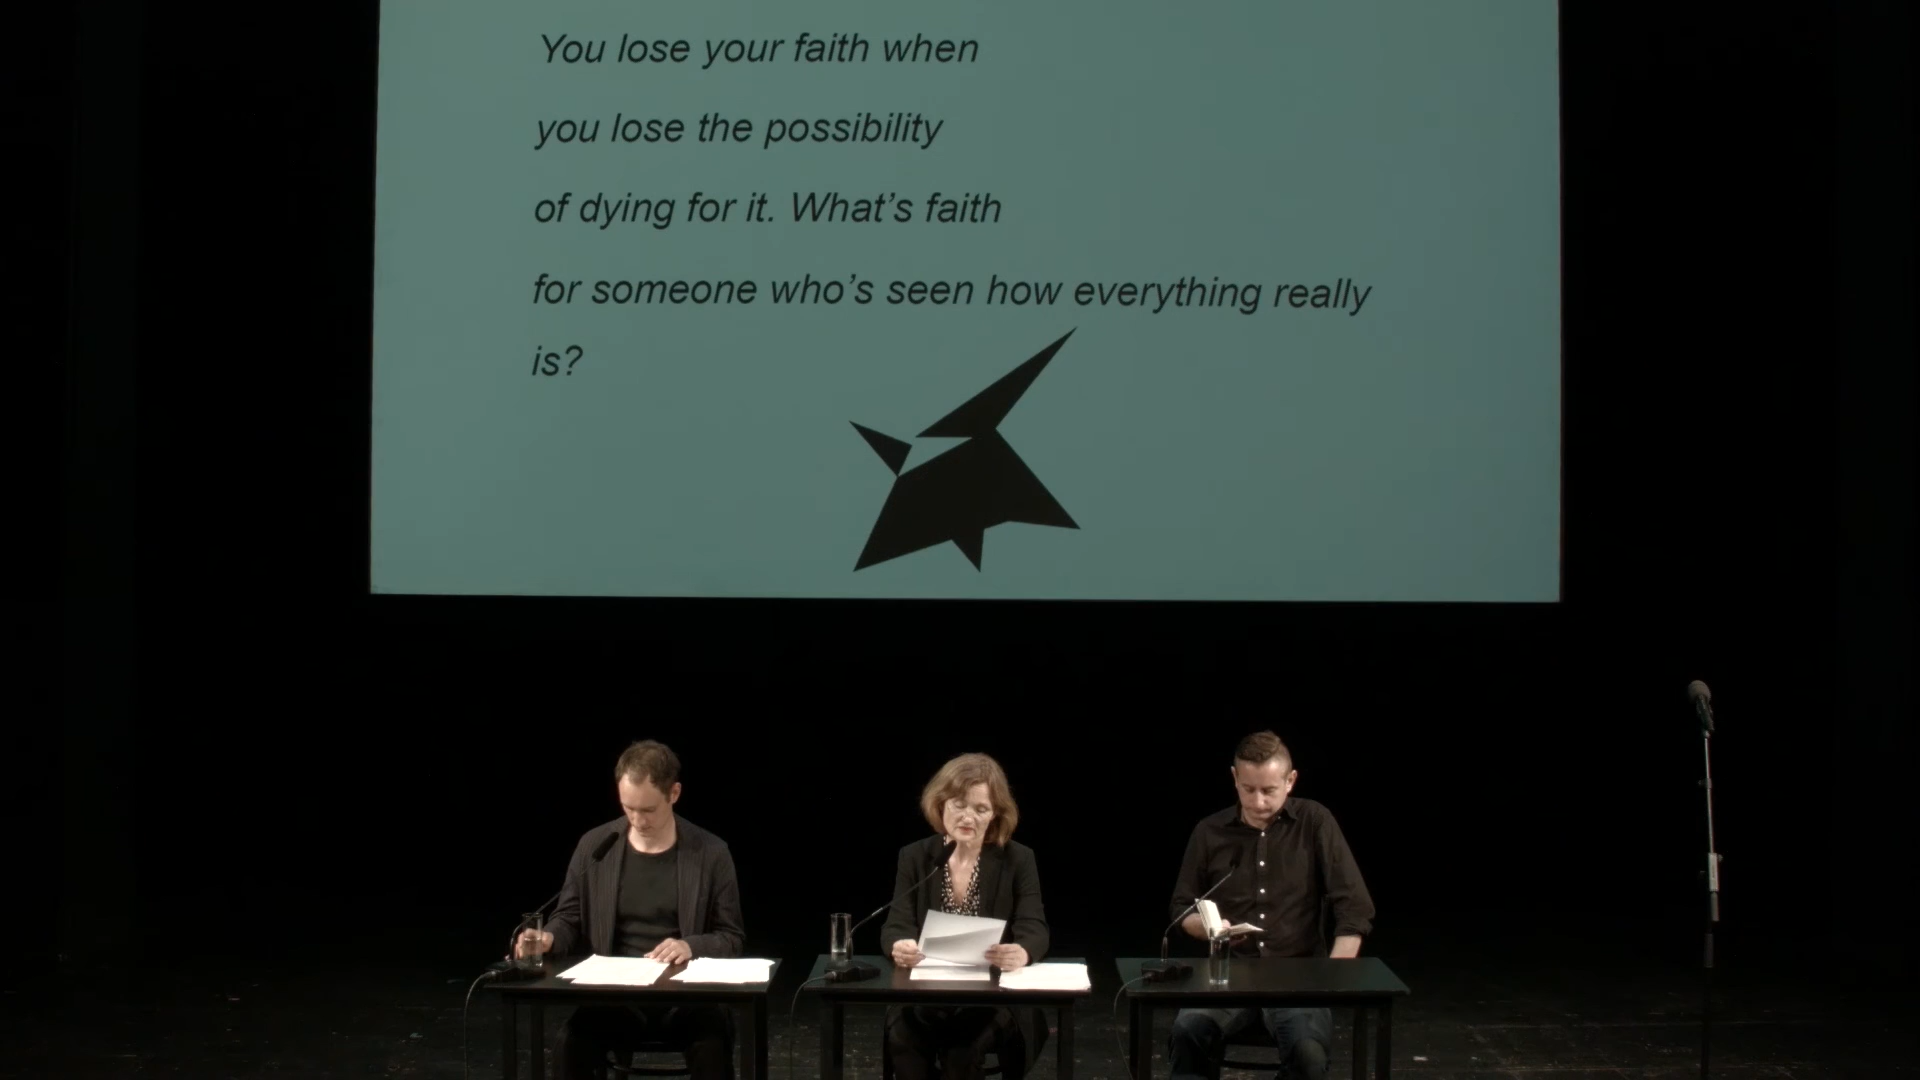 You lose your faith when
you lose the possibility
of dying for it. What’s faith
for someone who’s seen how everything really
is?